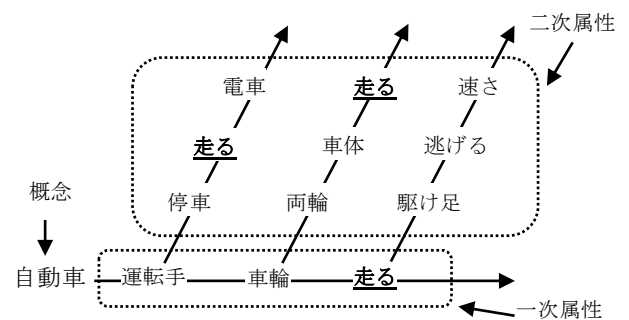 二次属性
電車 走る 速さ
走る 車体 逃げる
概念
停車 両輪 駆け足
自動車 運転手 車輪 走る
一次属性